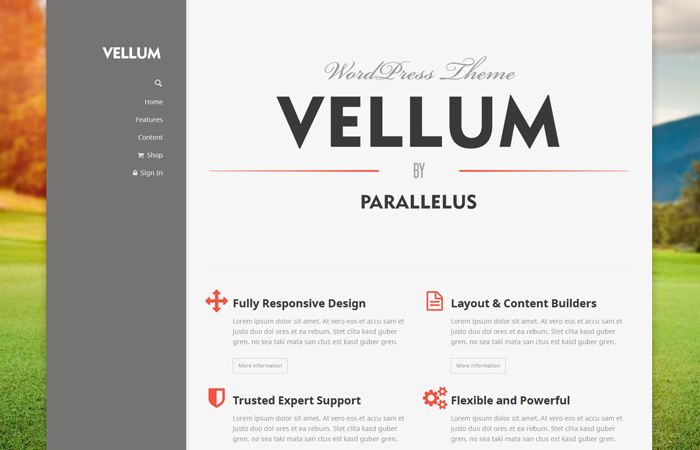 VELLUM
Home
Features
Content
Shop
Sign In
WordPress Theme
VELLUM
BY
PARALLELUS
Fully Responsive Design
Lorem ipsum dolor sit amet. At vero eos et accu sam et
justo duo dol ores et ea rebum. Stet clita kasd guber
gren, no sea taki mata san ctus est kasd guber gren.
More information
Layout & Content Builders
Lorem ipsum dolor sit amet. At vero eos et accu sam et
justo duo dol ores et ea rebum. Stet clita kasd guber
gren, no sea taki mata san ctus est kasd guber gren.
More information
Trusted Expert Support
Lorem ipsum dolor sit amet. At vero eos et accu sam et
justo duo dol ores et ea rebum. Stet clita kasd guber
gren, no sea taki mata san ctus est kasd guber gren.
Flexible and Powerful
Lorem ipsum dolor sit amet. At vero eos et accu sam et
justo duo dol ores et ea rebum. Stet clita kasd guber
gren, no sea taki mata san ctus est kasd guber gren.